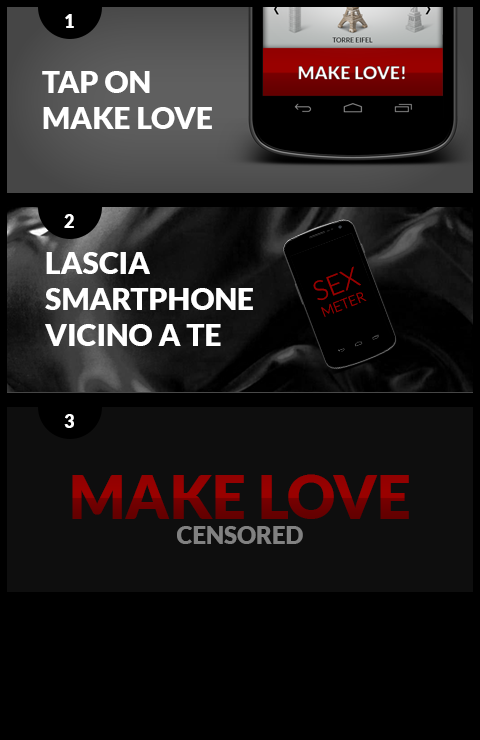 1
TORRE EIFEL
MAKE LOVE!
TAP ON
MAKE LOVE
2
LASCIA
SMARTPHONE
VICINO A TE
SEX
METER
3
MAKE LOVE
CENSORED